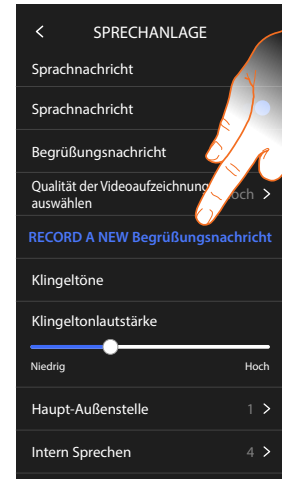 SPRECHANLAGE
Sprachnachricht
Sprachnachricht
Begrüßungsnachricht
Qualität der Videoaufzeichnung
auswählen
RECORD A NEW Begrüßungsnachricht
Klingeltöne
Klingeltonlautstärke
Niedrig Hoch
Haupt-Außenstelle 1
Intern Sprechen 4